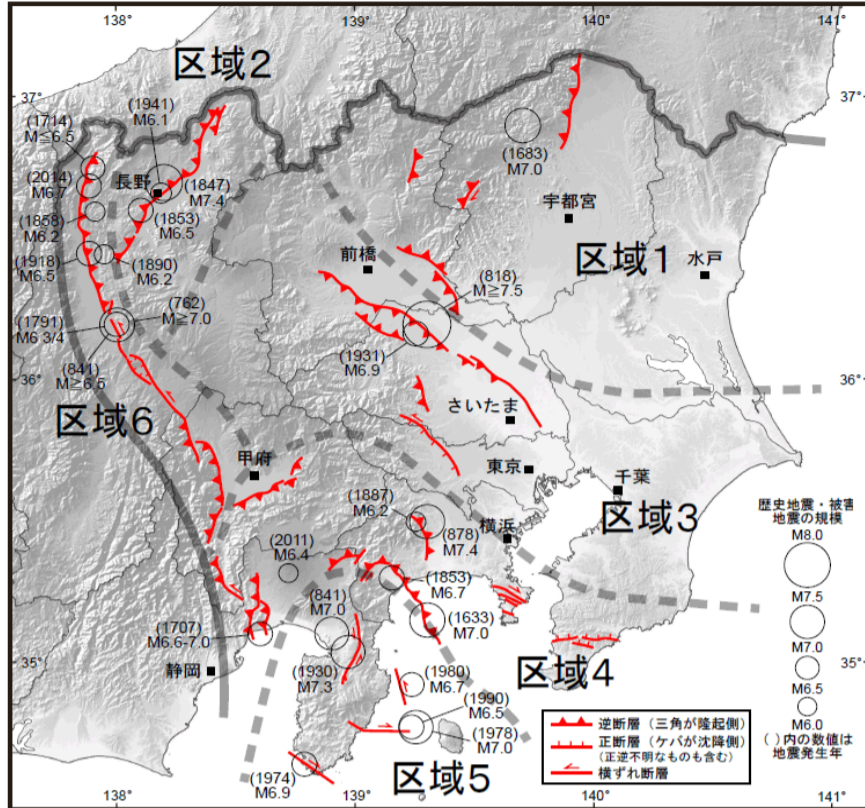 138°
139°
140°
141°
区域2
37°
37°
(1941)
M6.1
(1714)
M≦6.5
(2014)
M6.7
長野
(1847)
M7.4
(1683)
M7.0
(1858)
M6.2
(1853)
M6.5
宇都宮
区域1
(1918)
M6.5
(1890)
M6.2
前橋
水戸
(818)
M≧7.5
(762)
M≧7.0
(1791)
M6 3/4
(1931)
M6.9
(841)
M≧6.5
36°
36°
区域6
さいたま
甲府
東京
千葉
区域3
(1887)
M6.2
横浜
(878)
M7.4
歴史地震・被害
地震の規模
M8.0
(2011)
M6.4
(1853)
M6.7
M7.5
(841)
M7.0
(1707)
M6.6-7.0
(1633)
M7.0
M7.0
35°
35°
静岡
(1930)
M7.3
(1980)
M6.7
区域4
M6.5
(1990)
M6.5
M6.0
(1978)
M7.0
( )内の数値は
地震発生年
逆断層(三角が隆起側)
正断層(ケバが沈降側)
(正逆不明なものも含む)
横ずれ断層
(1974)
M6.9
区域5
138°
139°
140°
141°